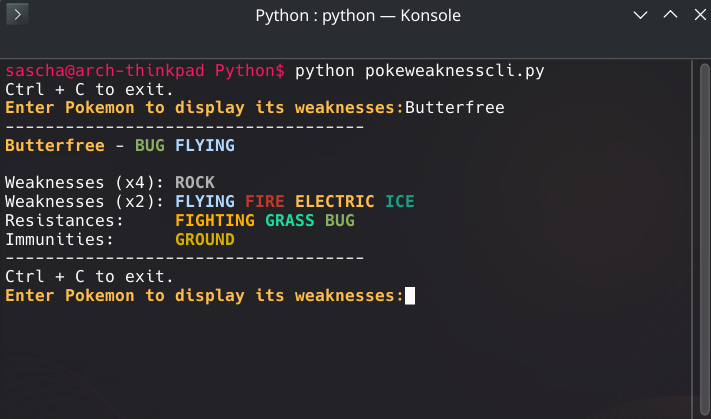 Python : python — Konsole
sascha@arch-thinkpad Python$ python pokeweaknesscli.py
Ctrl + C to exit.
Enter Pokemon to display its weaknesses:Butterfree
------------------------------------
Butterfree - BUG FLYING
Weaknesses (x4): ROCK
Weaknesses (x2): FLYING FIRE ELECTRIC ICE
Resistances: FIGHTING GRASS BUG
Immunities: GROUND
------------------------------------
Ctrl + C to exit.
Enter Pokemon to display its weaknesses: